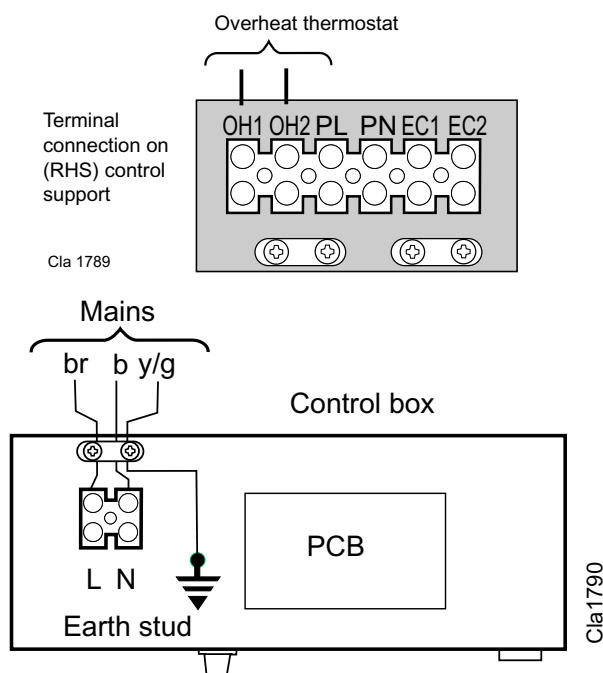 Overheat thermostat
Terminal
connection on
(RHS) control
support
OH1 OH2 PL PN EC1 EC2
Cla 1789
Mains
br b y/g
Control box
PCB
L N
Earth stud
Cla1790